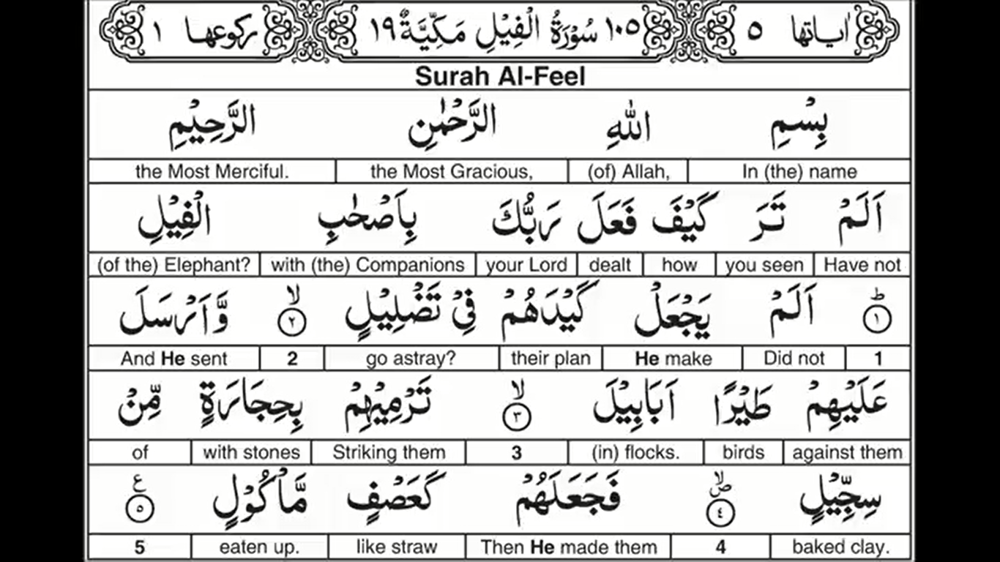 اٰيَاتُهَا ٥ ١٠٥ سُوْرَةُ الْفِيْلِ مَكِّيَّةٌ ١٩ رُكُوْعُهَا ١
Surah Al-Feel
بِسْمِ اللّٰهِ الرَّحْمٰنِ الرَّحِيْمِ
In (the) name (of) Allah, the Most Gracious, the Most Merciful.
اَلَمْ تَرَ كَيْفَ فَعَلَ رَبُّكَ بِاَصْحٰبِ الْفِيْلِ
Have not you seen how dealt your Lord with (the) Companions (of the) Elephant?
ؕ ١ اَلَمْ يَجْعَلْ كَيْدَهُمْ فِيْ تَضْلِيْلٍ ۙ ٢ وَّاَرْسَلَ
1 Did not He make their plan go astray? 2 And He sent
عَلَيْهِمْ طَيْرًا اَبَابِيْلَ ۙ ٣ تَرْمِيْهِمْ بِحِجَارَةٍ مِّنْ
against them birds (in) flocks. 3 Striking them with stones of
سِجِّيْلٍ ٤ فَجَعَلَهُمْ كَعَصْفٍ مَّاْكُوْلٍ ع ٥
baked clay. 4 Then He made them like straw eaten up. 5